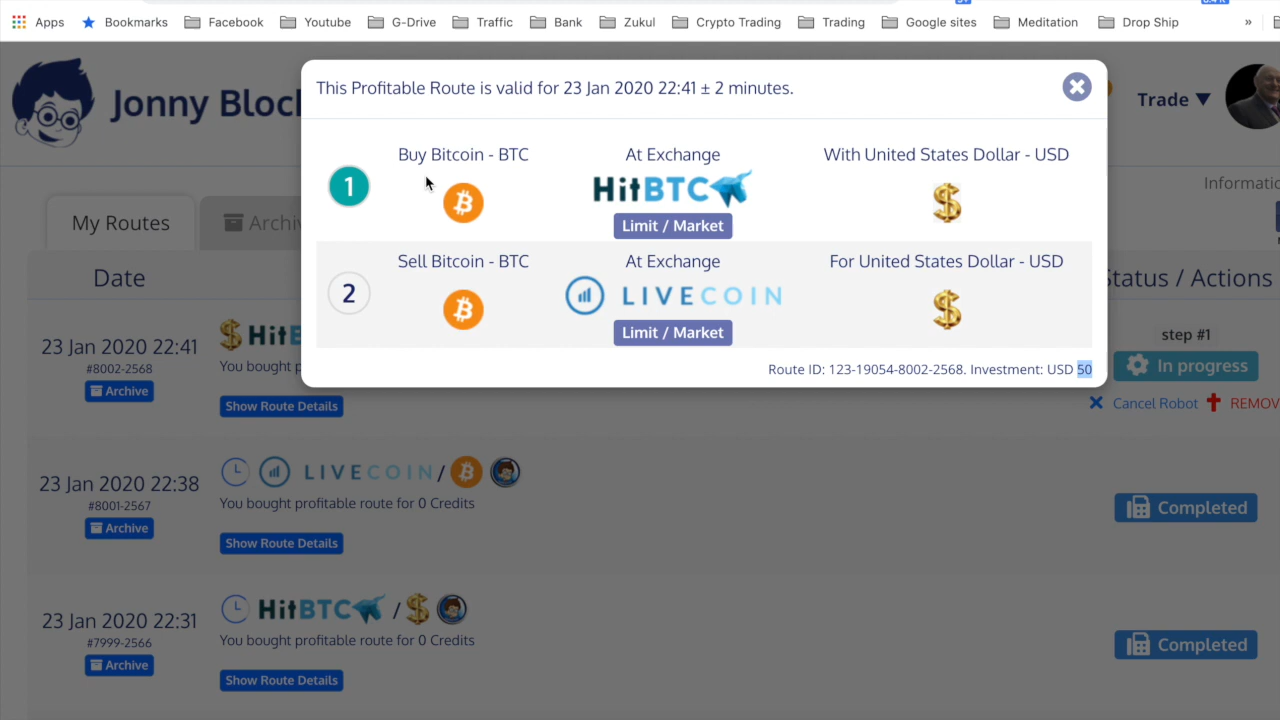 Apps Bookmarks Facebook Youtube G-Drive Traffic Bank Zukul Crypto Trading Trading Google sites Meditation Drop Ship »
This Profitable Route is valid for 23 Jan 2020 22:41 ± 2 minutes.
Jonny Bloc
Trade ▼
Buy Bitcoin - BTC At Exchange With United States Dollar - USD
1 HitBTC
Limit / Market
Informatio
My Routes Archi
Sell Bitcoin - BTC At Exchange For United States Dollar - USD
2 LIVECOIN
Limit / Market
Date Status / Actions
Route ID: 123-19054-8002-2568. Investment: USD 50
23 Jan 2020 22:41
#8002-2568
Archive
HitB
You bought p
Show Route Details
step #1
In progress
Cancel Robot REMOV
23 Jan 2020 22:38
#8001-2567
Archive
LIVECOIN /
You bought profitable route for 0 Credits
Show Route Details
Completed
23 Jan 2020 22:31
#7999-2566
Archive
HitBTC / $
You bought profitable route for 0 Credits
Show Route Details
Completed